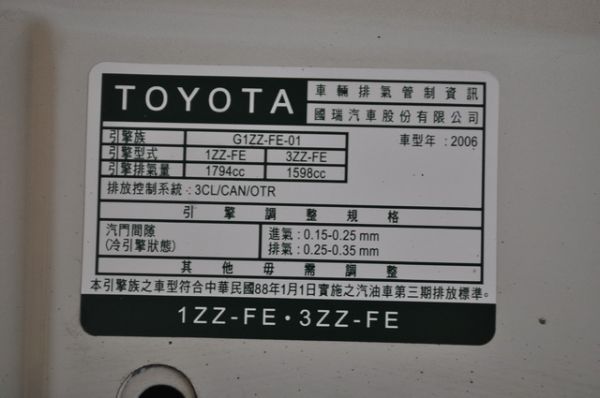 TOYOTA
車輛排氣管制資訊
國瑞汽車股份有限公司
引擎族 G1ZZ-FE-01 車型年：2006
引擎型式 1ZZ-FE 3ZZ-FE
引擎排氣量 1794cc 1598cc
排放控制系統：3CL/CAN/OTR
引擎調整規格
汽門間隙 進氣：0.15-0.25 mm
(冷引擎狀態) 排氣：0.25-0.35 mm
其他毋需調整
本引擎族之車型符合中華民國88年1月1日實施之汽油車第三期排放標準。
1ZZ-FE・3ZZ-FE